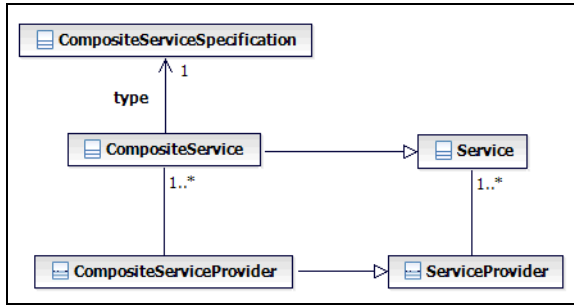 CompositeServiceSpecification
1
type
CompositeService
Service
1..*
1..*
CompositeServiceProvider
ServiceProvider